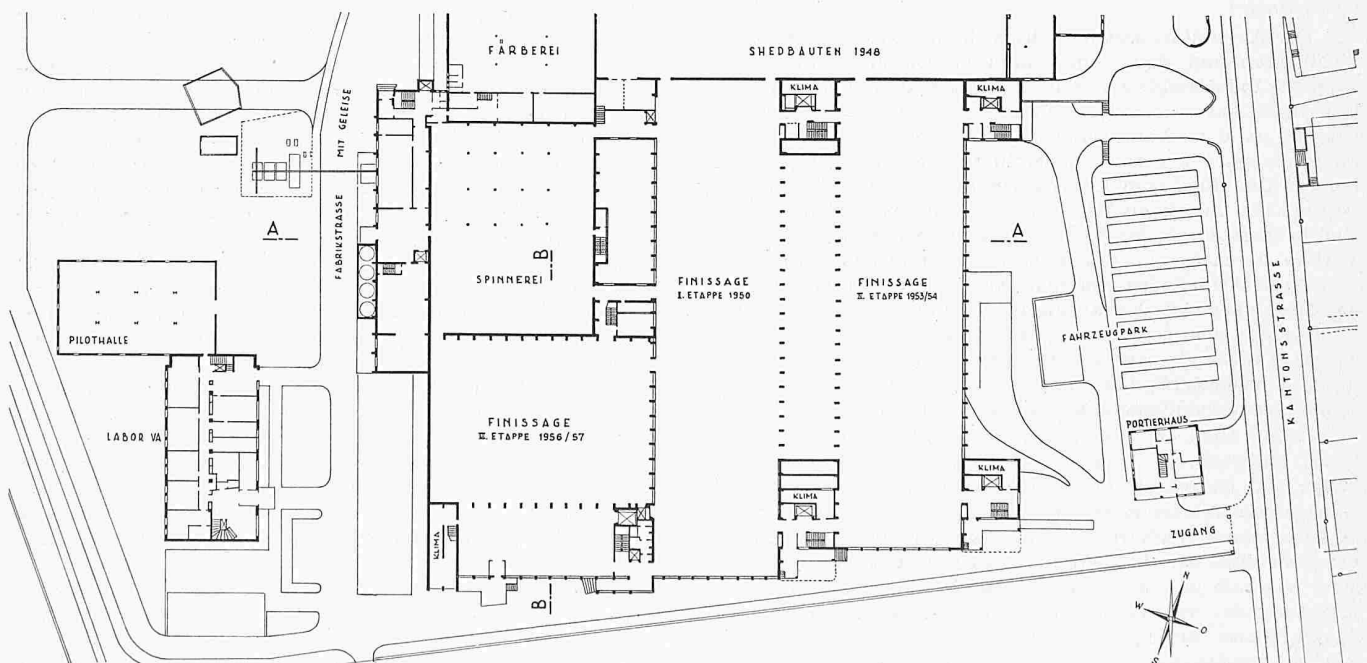 FÄRBEREI
SHEDBAUTEN 1948
KLIMA
KLIMA
MIT GELEISE
FABRIKSTRASSE
A
A
B
SPINNEREI
FINISSAGE
I. ETAPPE 1950
FINISSAGE
II. ETAPPE 1953/54
KANTONSSTRASSE
FAHRZEUGPARK
PILOTHALLE
LABOR VA
FINISSAGE
III. ETAPPE 1956/57
PORTIERHAUS
KLIMA
KLIMA
KLIMA
ZUGANG
B
N
W
O
S